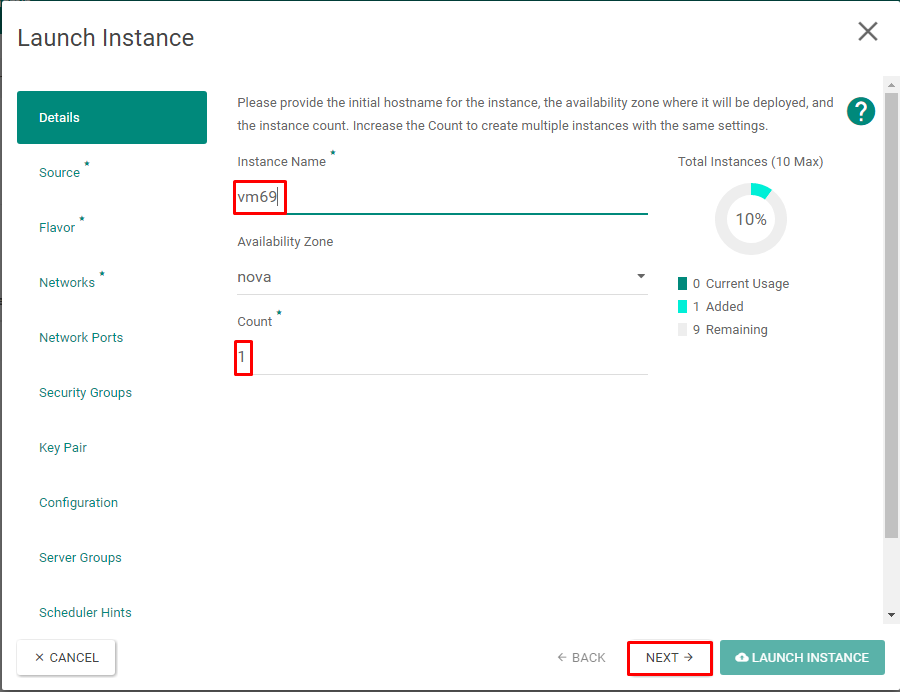 Launch Instance
Details
Source *
Flavor *
Networks *
Network Ports
Security Groups
Key Pair
Configuration
Server Groups
Scheduler Hints
Please provide the initial hostname for the instance, the availability zone where it will be deployed, and
the instance count. Increase the Count to create multiple instances with the same settings.
?
Instance Name *
vm69
Availability Zone
nova
Count *
1
Total Instances (10 Max)
10%
0 Current Usage
1 Added
9 Remaining
× CANCEL
← BACK
NEXT →
LAUNCH INSTANCE